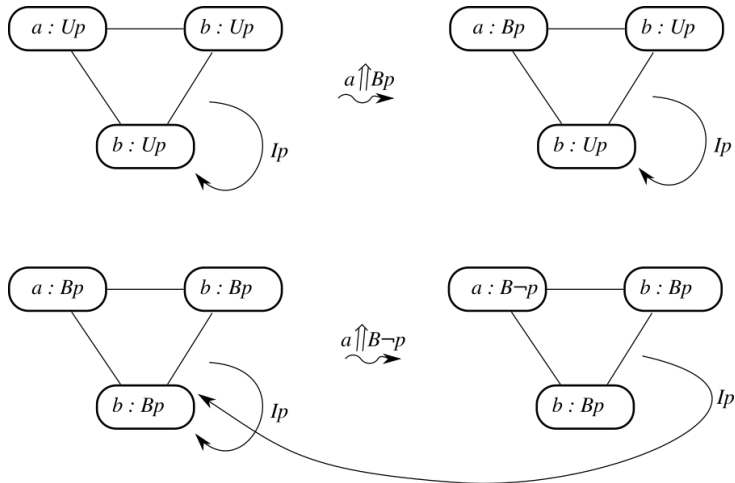 a : Up b : Up a : Bp b : Up
a⇑Bp
b : Up Ip b : Up Ip
a : Bp b : Bp a : B¬p b : Bp
a⇑B¬p
b : Bp Ip b : Bp Ip